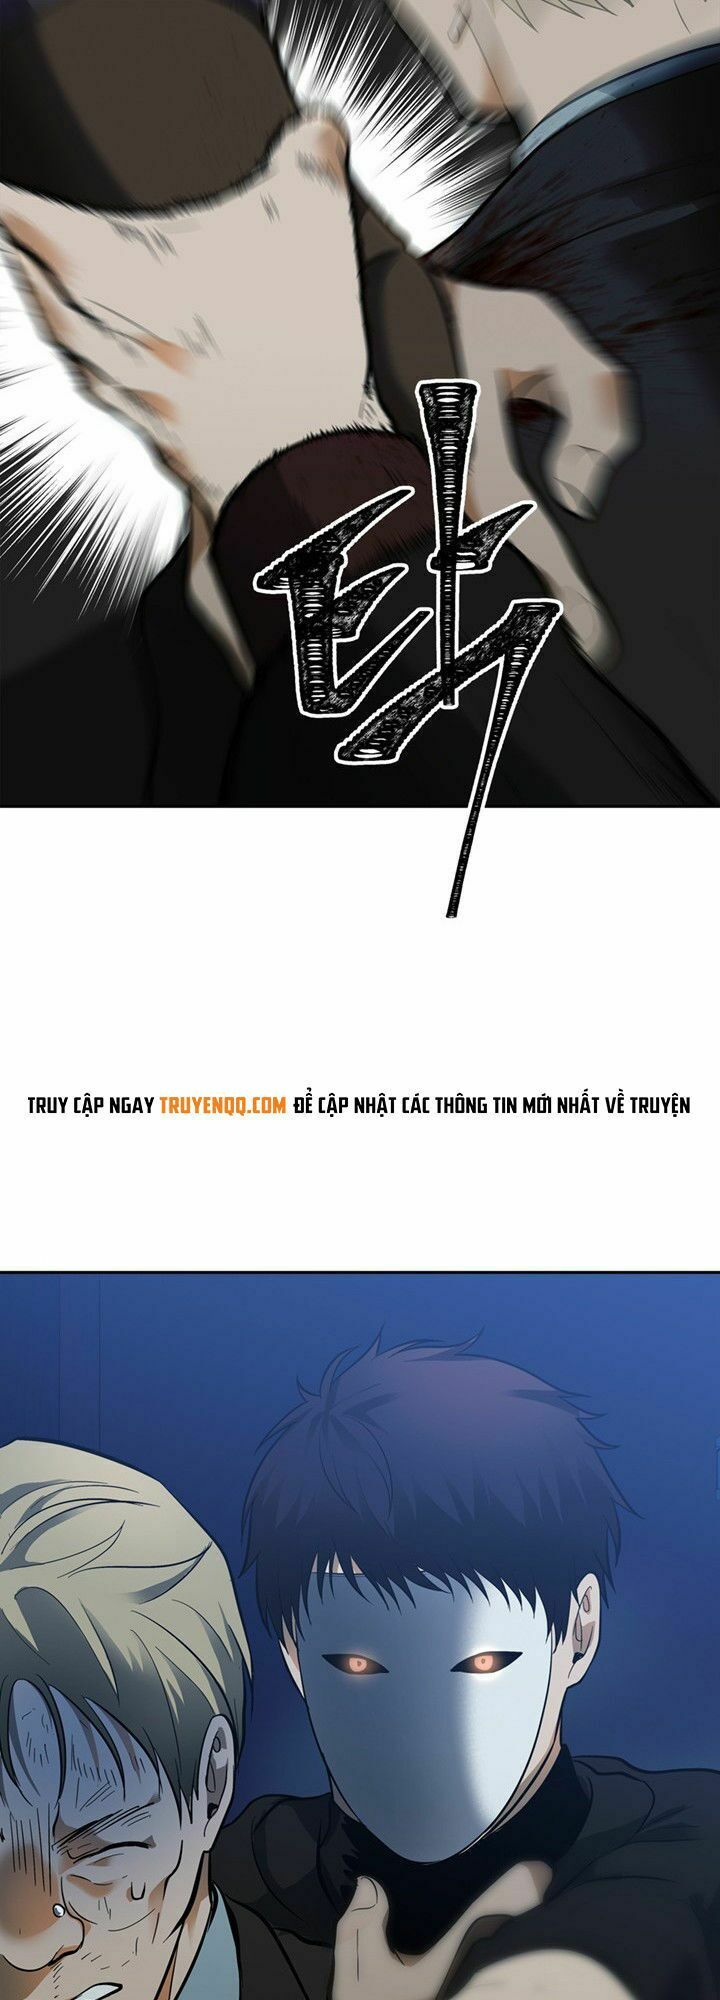 탁
TRUY CẬP NGAY TRUYENQQ.COM ĐỂ CẬP NHẬT CÁC THÔNG TIN MỚI NHẤT VỀ TRUYỆN